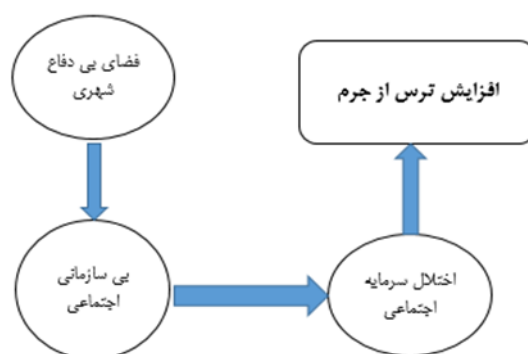 فضای بی دفاع
شهری
افزایش ترس از جرم
بی سازمانی
اجتماعی
اختلال سرمایه
اجتماعی